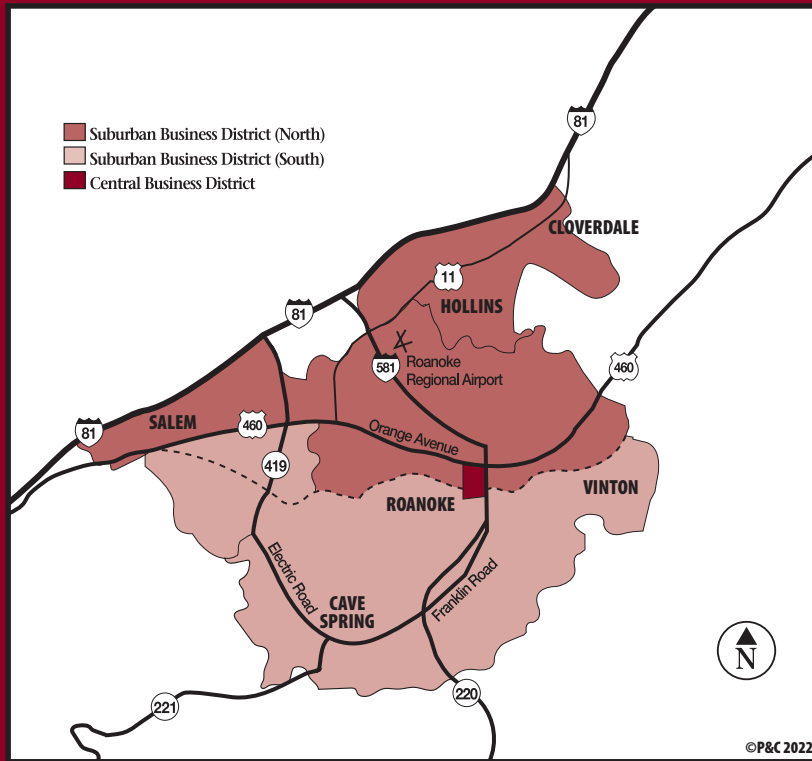 81
Suburban Business District (North)
Suburban Business District (South)
Central Business District
CLOVERDALE
11
HOLLINS
81
581
Roanoke
Regional Airport
460
SALEM
460
81
Orange Avenue
419
VINTON
ROANOKE
Electric Road
Franklin Road
CAVE
SPRING
N
220
221
©P&C 2022